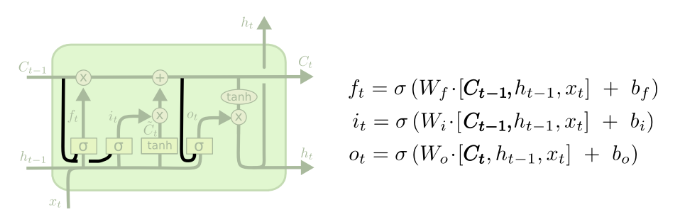 h_t
C_{t-1}
C_t
x
+
tanh
f_t
i_t
C̃_t
o_t
x
x
σ
σ
tanh
σ
h_{t-1}
h_t
x_t
f_t = σ (W_f·[C_{t-1}, h_{t-1}, x_t] + b_f)
i_t = σ (W_i·[C_{t-1}, h_{t-1}, x_t] + b_i)
o_t = σ (W_o·[C_t, h_{t-1}, x_t] + b_o)